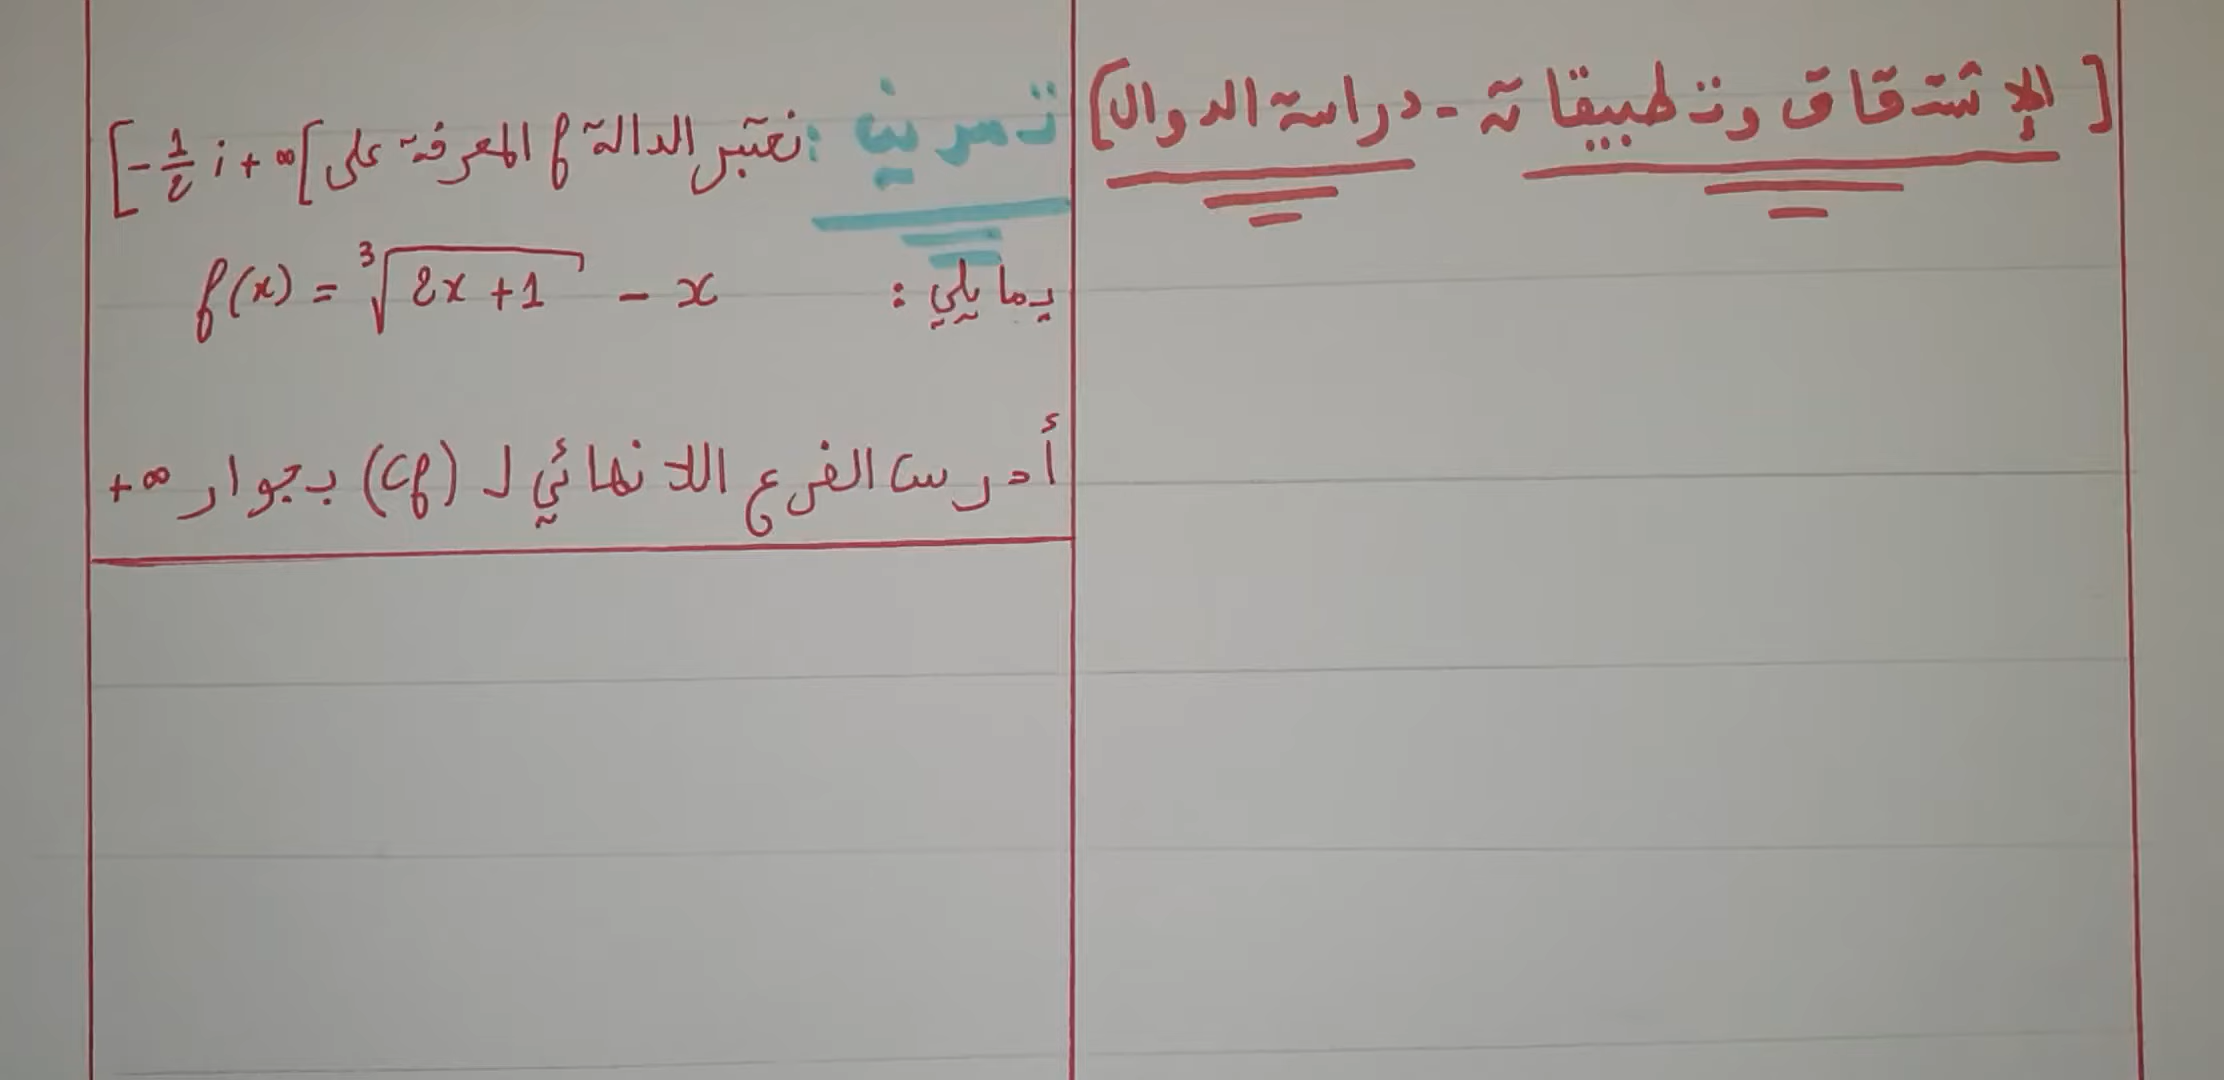 [الإشتقاق وتطبيقاته - دراسة الدوال]
تمرين : نعتبر الدالة f المعرفة على [-1/2 ; +∞[
بما يلي : f(x) = ³√(2x+1) - x
أدرس الفرع اللانهائي ل (Cf) بجوار +∞